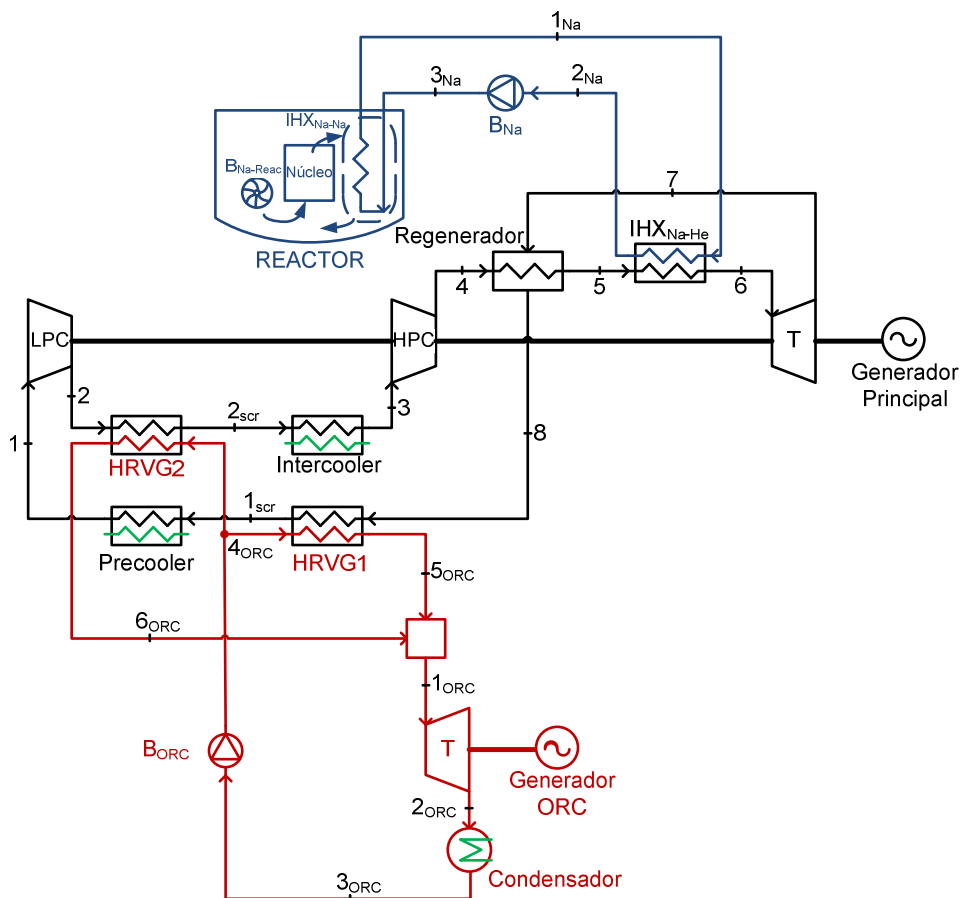 1Na
3Na
2Na
IHXNa-Na
BNa
BNa-Reac
Núcleo
7
REACTOR
Regenerador
IHXNa-He
4
5
6
LPC
HPC
T
Generador
Principal
2
3
2scr
1
8
HRVG2
Intercooler
1scr
Precooler
4ORC
HRVG1
5ORC
6ORC
1ORC
BORC
T
Generador
ORC
2ORC
Condensador
3ORC